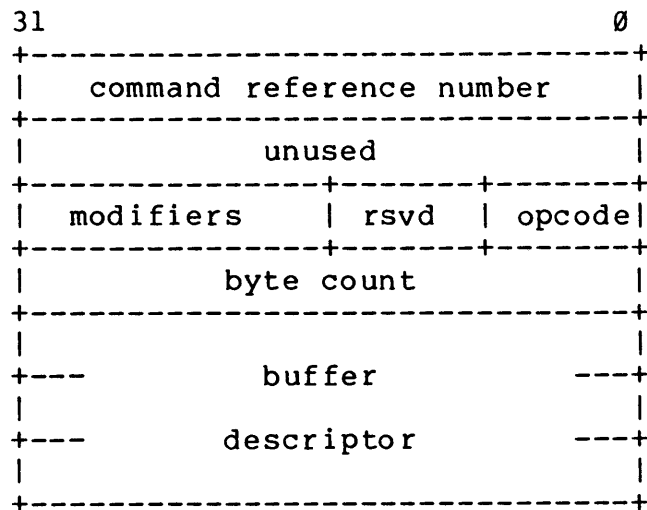 31 0
command reference number
unused
modifiers | rsvd | opcode
byte count
buffer
descriptor